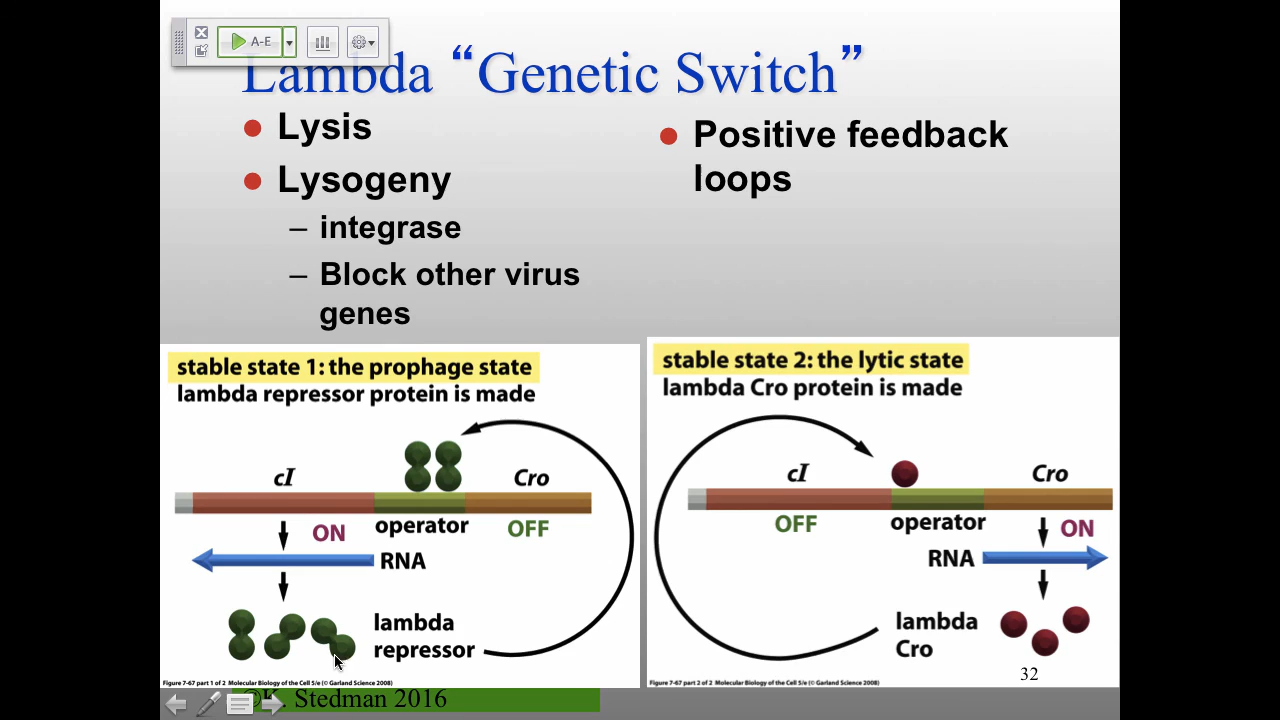 A-E
Lambda “Genetic Switch”
Lysis
Lysogeny
– integrase
– Block other virus
genes
Positive feedback
loops
stable state 1: the prophage state
lambda repressor protein is made
cI
Cro
ON
operator
OFF
RNA
lambda
repressor
Figure 7-67 part 1 of 2 Molecular Biology of the Cell 5/e (© Garland Science 2008)
stable state 2: the lytic state
lambda Cro protein is made
cI
Cro
OFF
operator
ON
RNA
lambda
Cro
32
Figure 7-67 part 2 of 2 Molecular Biology of the Cell 5/e (© Garland Science 2008)
©K. Stedman 2016